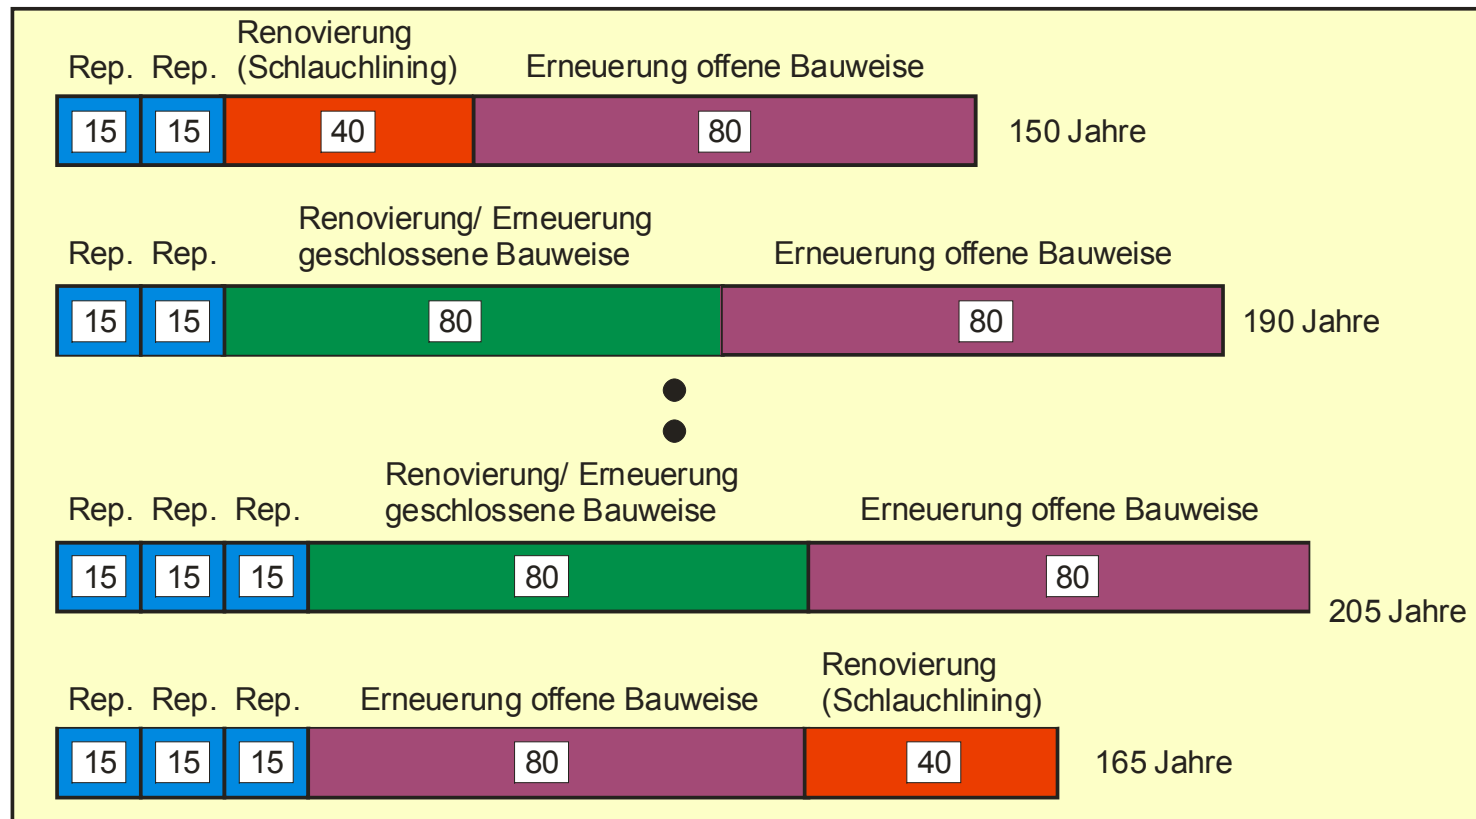 Renovierung
Rep. Rep. (Schlauchlining) Erneuerung offene Bauweise
15 15 40 80 150 Jahre
Renovierung/ Erneuerung
Rep. Rep. geschlossene Bauweise Erneuerung offene Bauweise
15 15 80 80 190 Jahre
Renovierung/ Erneuerung
Rep. Rep. Rep. geschlossene Bauweise Erneuerung offene Bauweise
15 15 15 80 80
205 Jahre
Renovierung
Rep. Rep. Rep. Erneuerung offene Bauweise (Schlauchlining)
15 15 15 80 40 165 Jahre